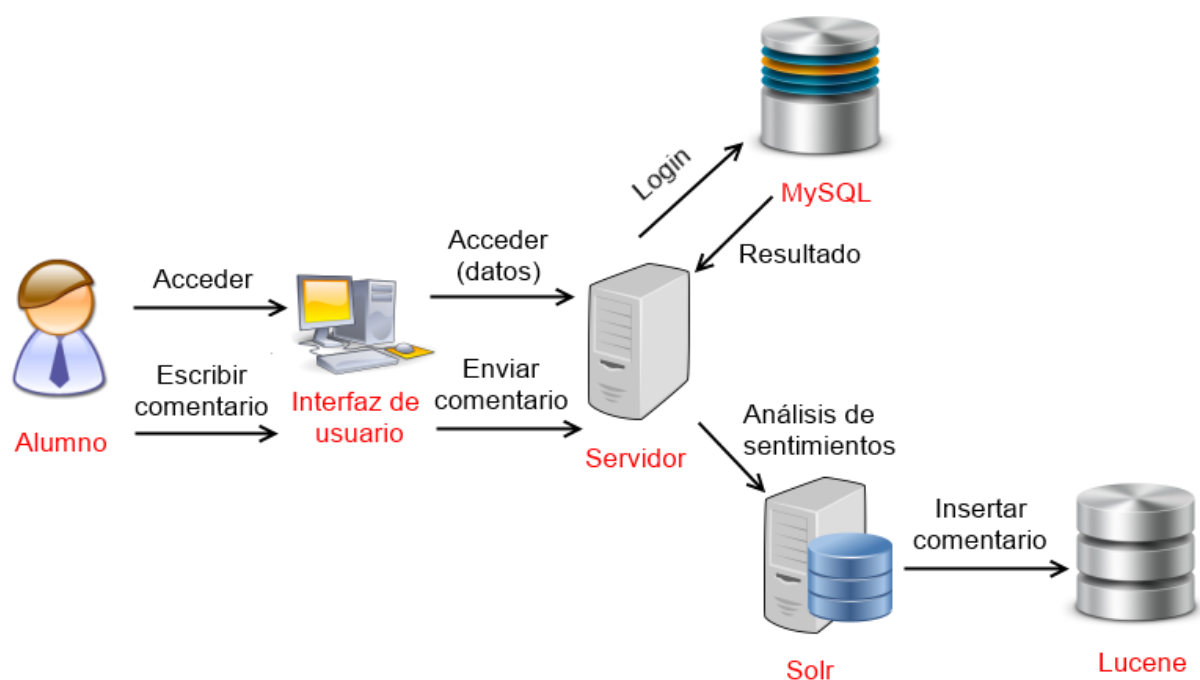 Login
MySQL
Acceder
(datos)
Resultado
Acceder
Escribir
comentario
Enviar
comentario
Interfaz de
usuario
Alumno
Servidor
Análisis de
sentimientos
Insertar
comentario
Solr
Lucene